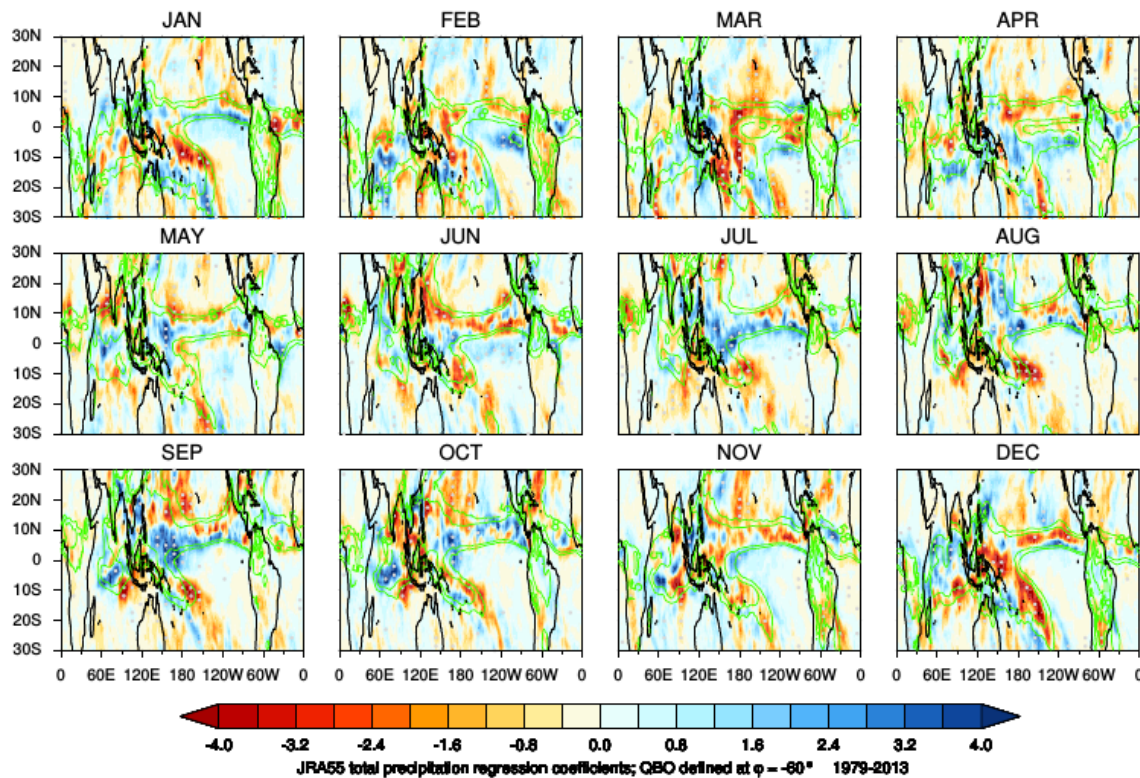 JAN FEB MAR APR
30N
20N
10N
0
10S
20S
30S
MAY JUN JUL AUG
30N
20N
10N
0
10S
20S
30S
SEP OCT NOV DEC
30N
20N
10N
0
10S
20S
30S
0 60E 120E 180 120W 60W 0 60E 120E 180 120W 60W 0 60E 120E 180 120W 60W 0 60E 120E 180 120W 60W 0
-4.0 -3.2 -2.4 -1.6 -0.8 0.0 0.8 1.6 2.4 3.2 4.0
JRA55 total precipitation regression coefficients; QBO defined at φ = -60° 1979-2013